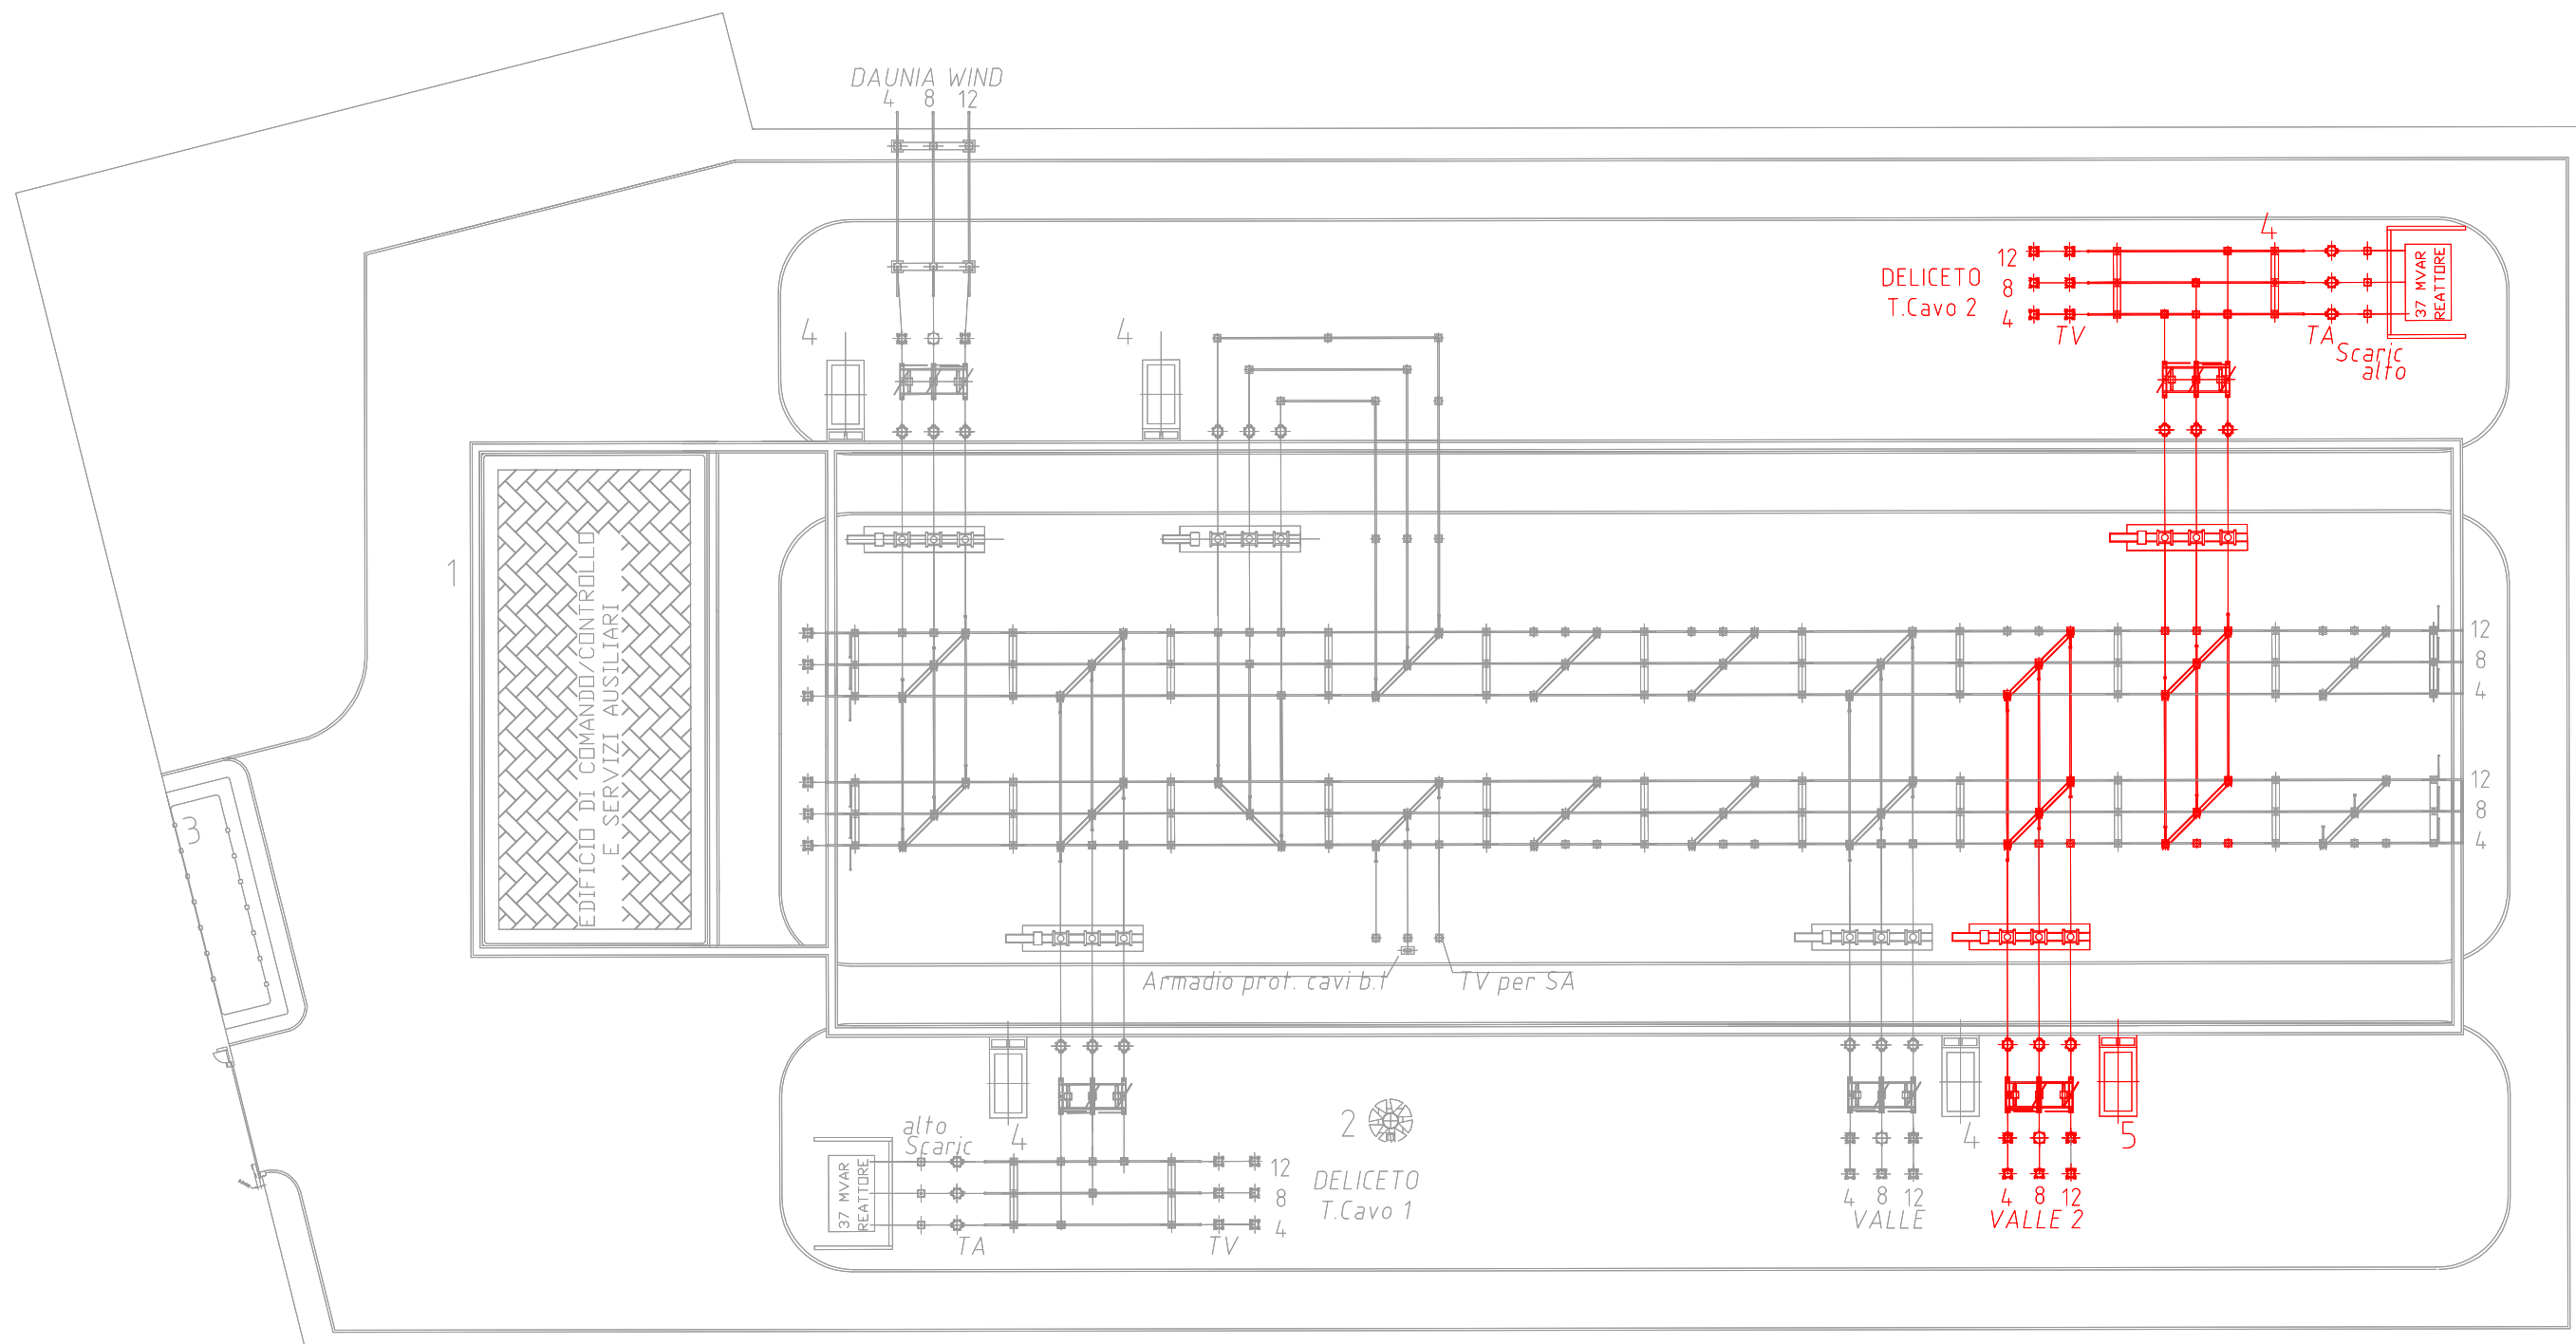 DAUNIA WIND
4 8 12
4
12
8
4
DELICETO
T.Cavo 2
TV
TA
Scaric
alto
37 MVAR
REATTORE
4
4
1
EDIFICIO DI COMANDO/CONTROLLO
E SERVIZI AUSILIARI
12
8
4
12
8
4
3
Armadio prot. cavi b.t
TV per SA
alto
Scaric
4
2
4
5
37 MVAR
REATTORE
12
8
4
DELICETO
T.Cavo 1
TA
TV
4 8 12
VALLE
4 8 12
VALLE 2